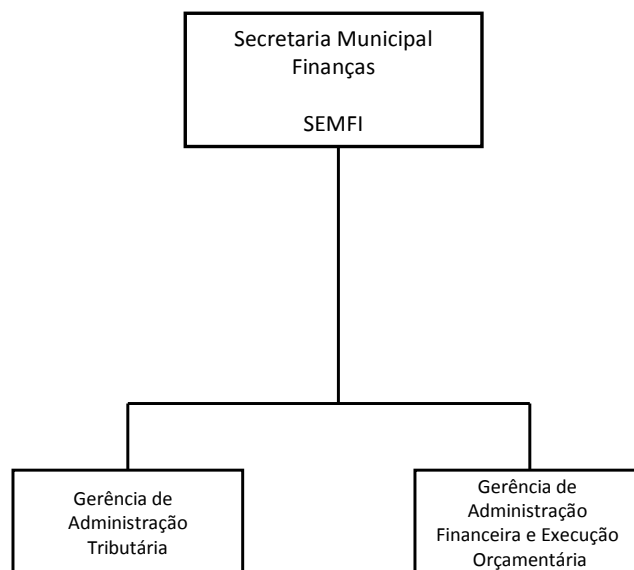 Secretaria Municipal
Finanças
SEMFI
Gerência de
Administração
Tributária
Gerência de
Administração
Financeira e Execução
Orçamentária